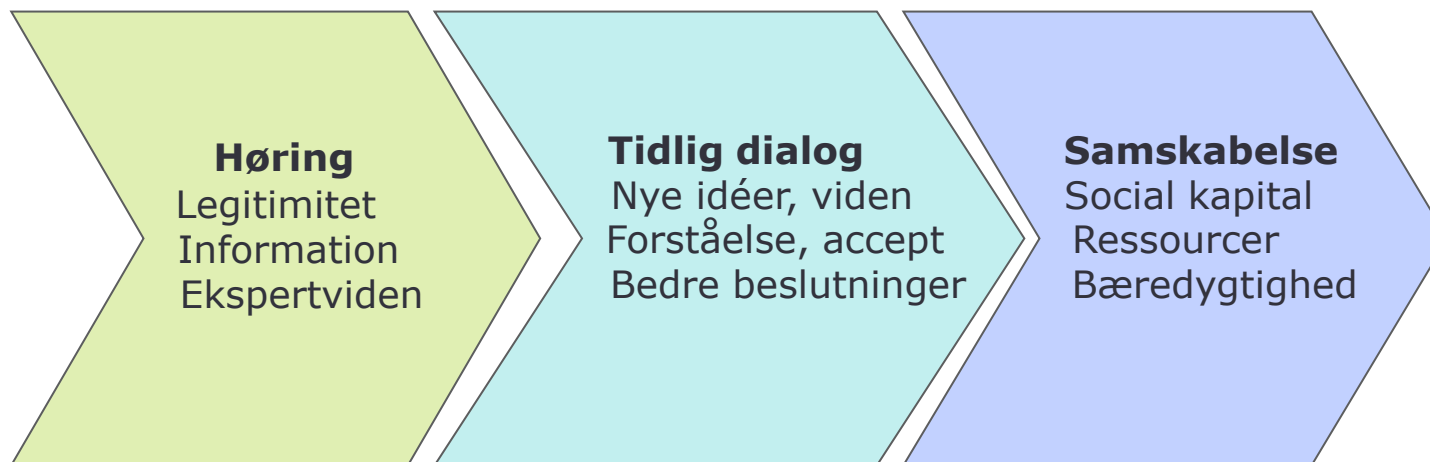 Høring
Legitimitet
Information
Ekspertviden
Tidlig dialog
Nye idéer, viden
Forståelse, accept
Bedre beslutninger
Samskabelse
Social kapital
Ressourcer
Bæredygtighed